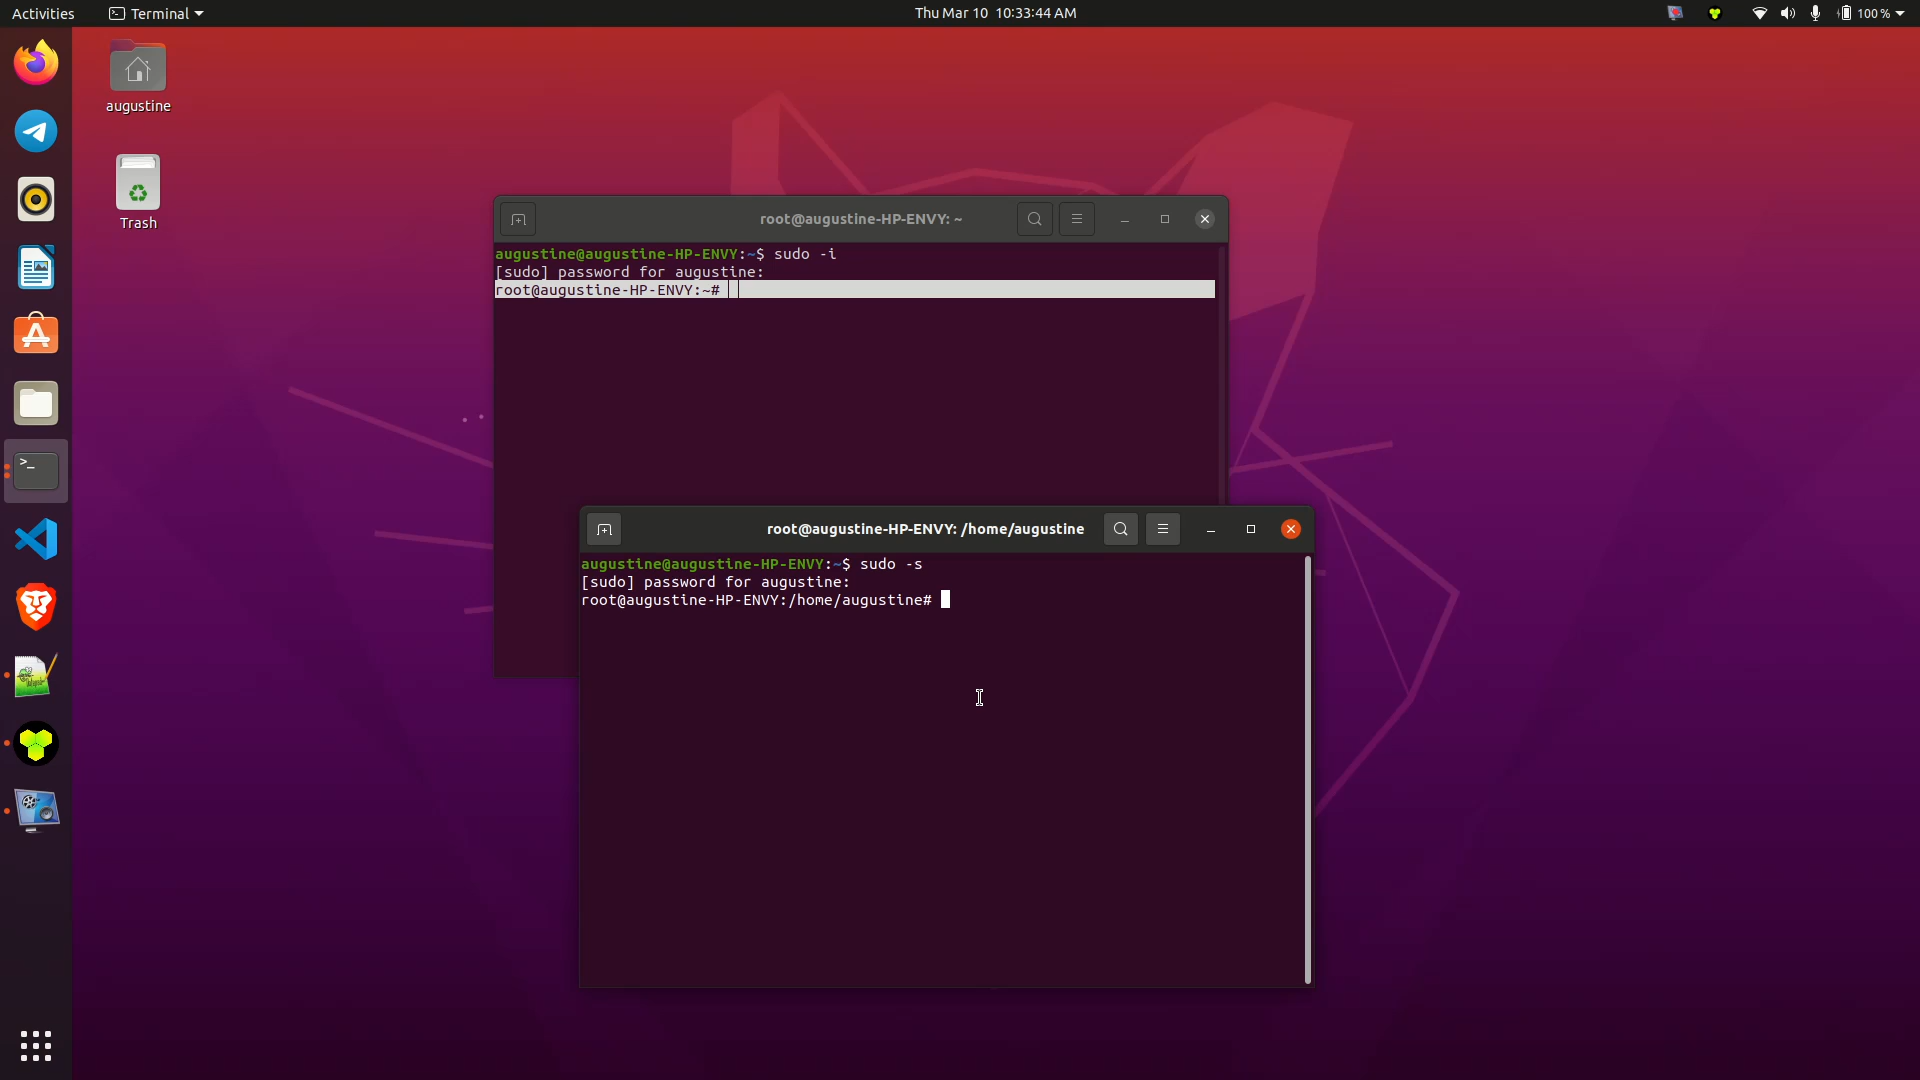 Activities
Terminal
Thu Mar 10 10:33:44 AM
100 %
augustine
Trash
root@augustine-HP-ENVY: ~
augustine@augustine-HP-ENVY:~$ sudo -i
[sudo] password for augustine:
root@augustine-HP-ENVY:~#
root@augustine-HP-ENVY: /home/augustine
augustine@augustine-HP-ENVY:~$ sudo -s
[sudo] password for augustine:
root@augustine-HP-ENVY:/home/augustine#